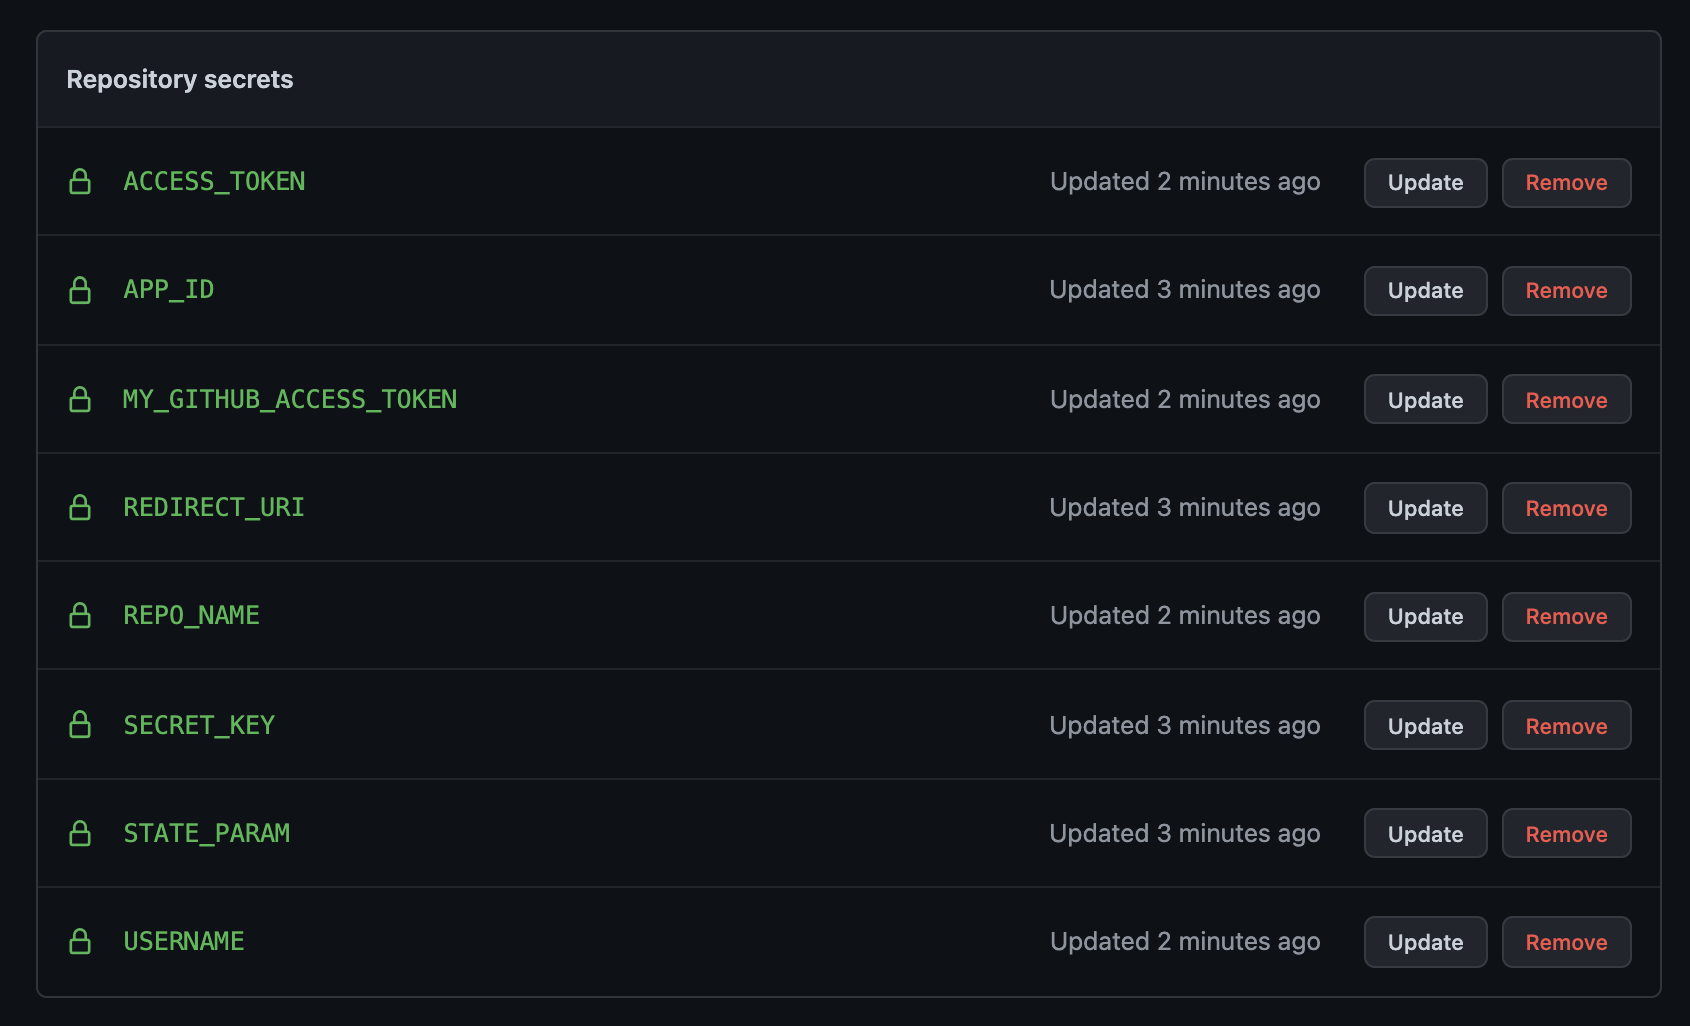 Repository secrets
ACCESS_TOKEN Updated 2 minutes ago Update Remove
APP_ID Updated 3 minutes ago Update Remove
MY_GITHUB_ACCESS_TOKEN Updated 2 minutes ago Update Remove
REDIRECT_URI Updated 3 minutes ago Update Remove
REPO_NAME Updated 2 minutes ago Update Remove
SECRET_KEY Updated 3 minutes ago Update Remove
STATE_PARAM Updated 3 minutes ago Update Remove
USERNAME Updated 2 minutes ago Update Remove